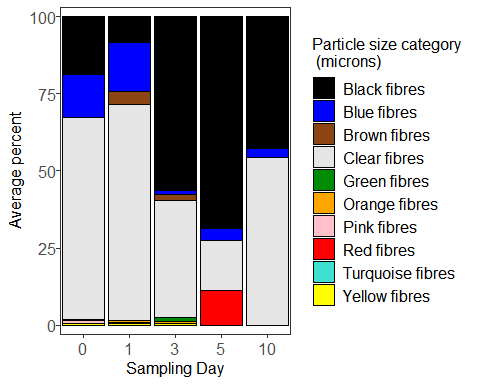 100
75
50
25
0
Average percent
0 1 3 5 10
Sampling Day
Particle size category
(microns)
Black fibres
Blue fibres
Brown fibres
Clear fibres
Green fibres
Orange fibres
Pink fibres
Red fibres
Turquoise fibres
Yellow fibres